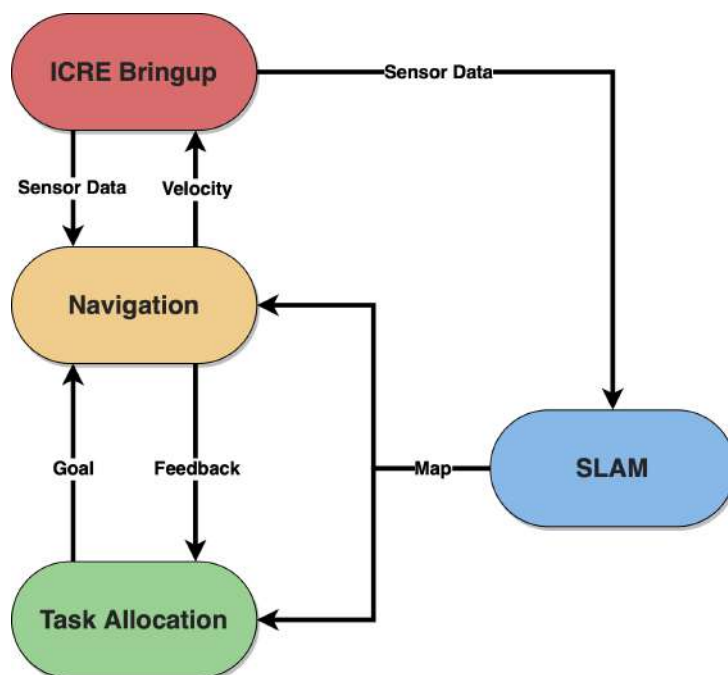 ICRE Bringup
Sensor Data
Sensor Data
Velocity
Navigation
Goal
Feedback
Map
SLAM
Task Allocation